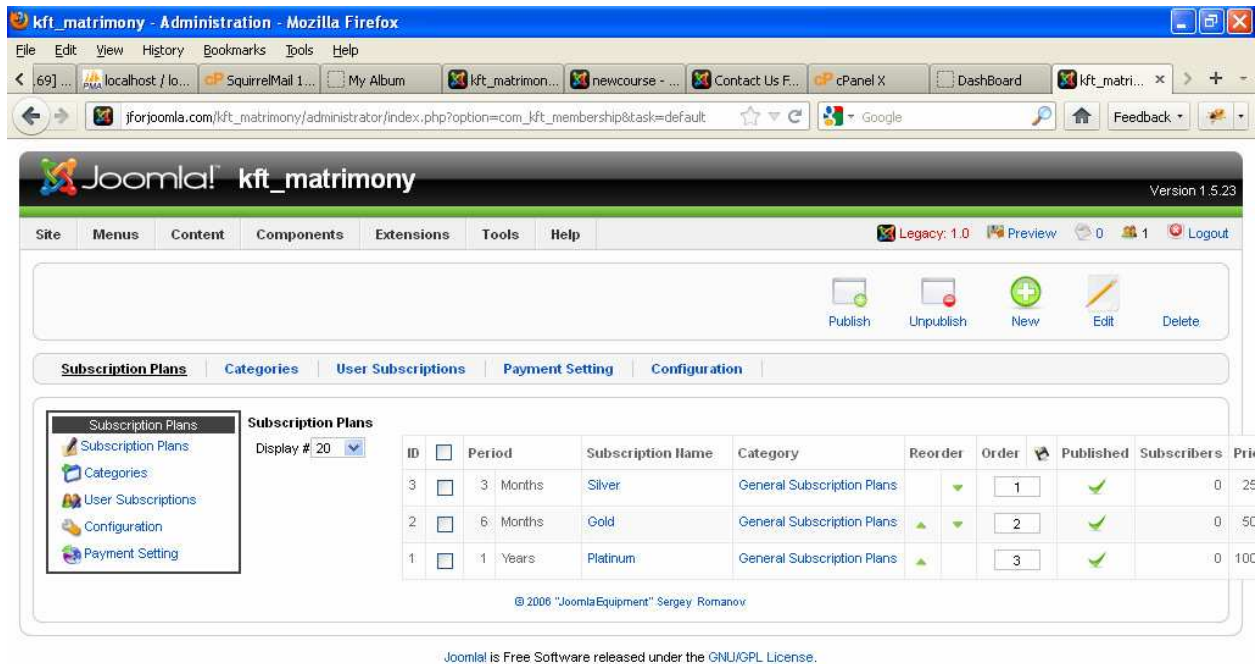 kft_matrimony - Administration - Mozilla Firefox
File Edit View History Bookmarks Tools Help
69] ... localhost / lo... SquirrelMail 1... My Album kft_matrimon... newcourse - ... Contact Us F... cPanel X DashBoard kft_matri...
jforjoomla.com/kft_matrimony/administrator/index.php?option=com_kft_membership&task=default Google Feedback
Joomla! kft_matrimony
Version 1.5.23
Site Menus Content Components Extensions Tools Help Legacy: 1.0 Preview 0 1 Logout
Publish Unpublish New Edit Delete
Subscription Plans Categories User Subscriptions Payment Setting Configuration
Subscription Plans
Subscription Plans
Categories
User Subscriptions
Configuration
Payment Setting
Subscription Plans
Display # 20
ID Period Subscription Name Category Reorder Order Published Subscribers Pri
3 3 Months Silver General Subscription Plans 1 0 25
2 6 Months Gold General Subscription Plans 2 0 50
1 1 Years Platinum General Subscription Plans 3 0 100
© 2006 "JoomlaEquipment" Sergey Romanov
Joomla! is Free Software released under the GNU/GPL License.